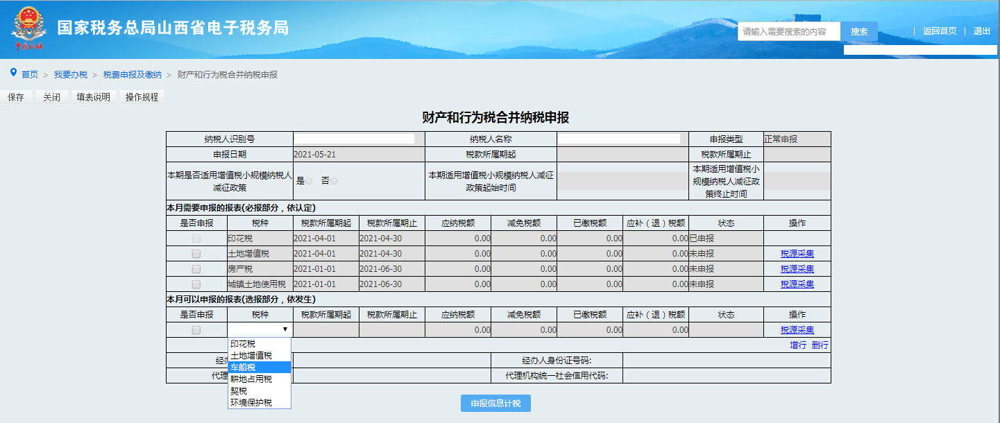 国家税务总局山西省电子税务局
请输入需要搜索的内容 搜索 | 返回首页 | 退出
首页 > 我要办税 > 税费申报及缴纳 > 财产和行为税合并纳税申报
保存 关闭 填表说明 操作规程
财产和行为税合并纳税申报
纳税人识别号 纳税人名称 申报类型 正常申报
申报日期 2021-05-21 税款所属期起 税款所属期止
本期是否适用增值税小规模纳税人
减征政策
是 否
本期适用增值税小规模纳税人减征
政策起始时间
本期适用增值税小
规模纳税人减征政
策终止时间
本月需要申报的报表(必报部分，依认定)
是否申报 税种 税款所属期起 税款所属期止 应纳税额 减免税额 已缴税额 应补（退）税额 状态 操作
印花税 2021-04-01 2021-04-30 0.00 0.00 0.00 0.00 已申报
土地增值税 2021-04-01 2021-04-30 0.00 0.00 0.00 0.00 未申报 税源采集
房产税 2021-01-01 2021-06-30 0.00 0.00 0.00 0.00 未申报 税源采集
城镇土地使用税 2021-01-01 2021-06-30 0.00 0.00 0.00 0.00 未申报 税源采集
本月可以申报的报表(选报部分，依发生)
是否申报 税种 税款所属期起 税款所属期止 应纳税额 减免税额 已缴税额 应补（退）税额 状态 操作
0.00 0.00 0.00 0.00 税源采集
增行 删行
印花税
土地增值税
车船税
耕地占用税
契税
环境保护税
经办 经办人身份证号码:
代理 代理机构统一社会信用代码:
申报信息计税